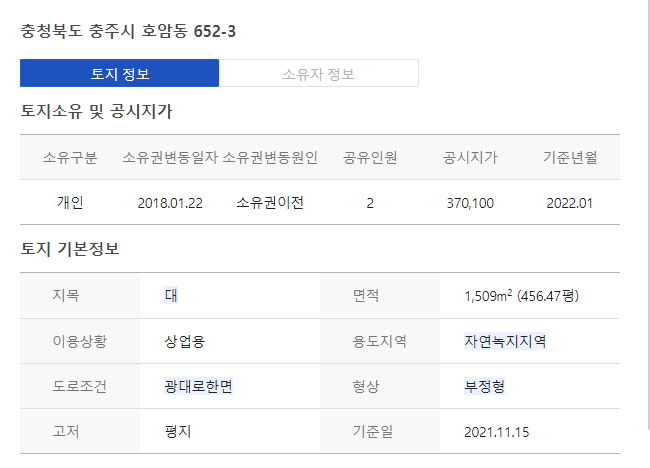 충청북도 충주시 호암동 652-3
토지 정보 소유자 정보
토지소유 및 공시지가
소유구분 소유권변동일자 소유권변동원인 공유인원 공시지가 기준년월
개인 2018.01.22 소유권이전 2 370,100 2022.01
토지 기본정보
지목 대 면적 1,509m² (456.47평)
이용상황 상업용 용도지역 자연녹지지역
도로조건 광대로한면 형상 부정형
고저 평지 기준일 2021.11.15